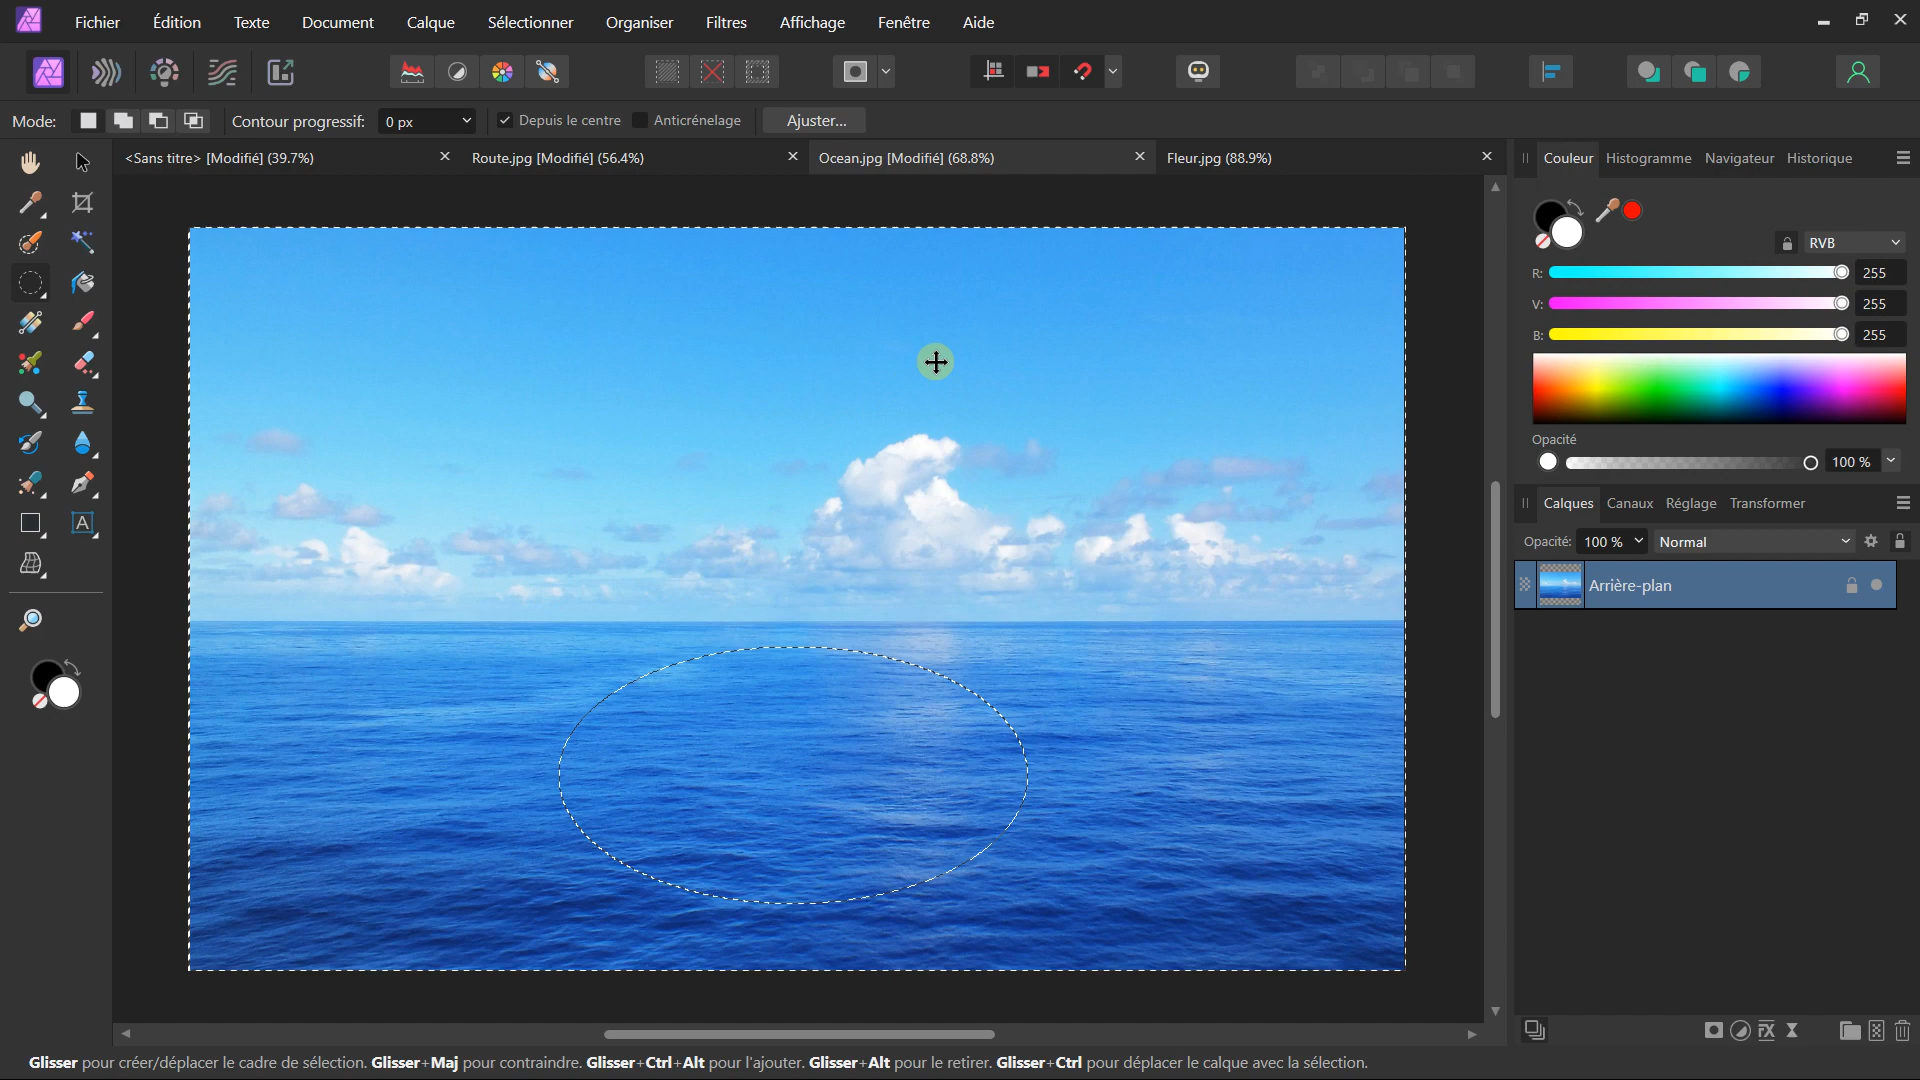 Fichier Édition Texte Document Calque Sélectionner Organiser Filtres Affichage Fenêtre Aide
Mode: Contour progressif: 0 px Depuis le centre Anticrénelage Ajuster...
<Sans titre> [Modifié] (39.7%) Route.jpg [Modifié] (56.4%) Ocean.jpg [Modifié] (68.8%) Fleur.jpg (88.9%)
Couleur Histogramme Navigateur Historique
RVB
R: 255
V: 255
B: 255
Opacité
100 %
Calques Canaux Réglage Transformer
Opacité: 100 % Normal
Arrière-plan
A
Glisser pour créer/déplacer le cadre de sélection. Glisser+Maj pour contraindre. Glisser+Ctrl+Alt pour l'ajouter. Glisser+Alt pour le retirer. Glisser+Ctrl pour déplacer le calque avec la sélection.